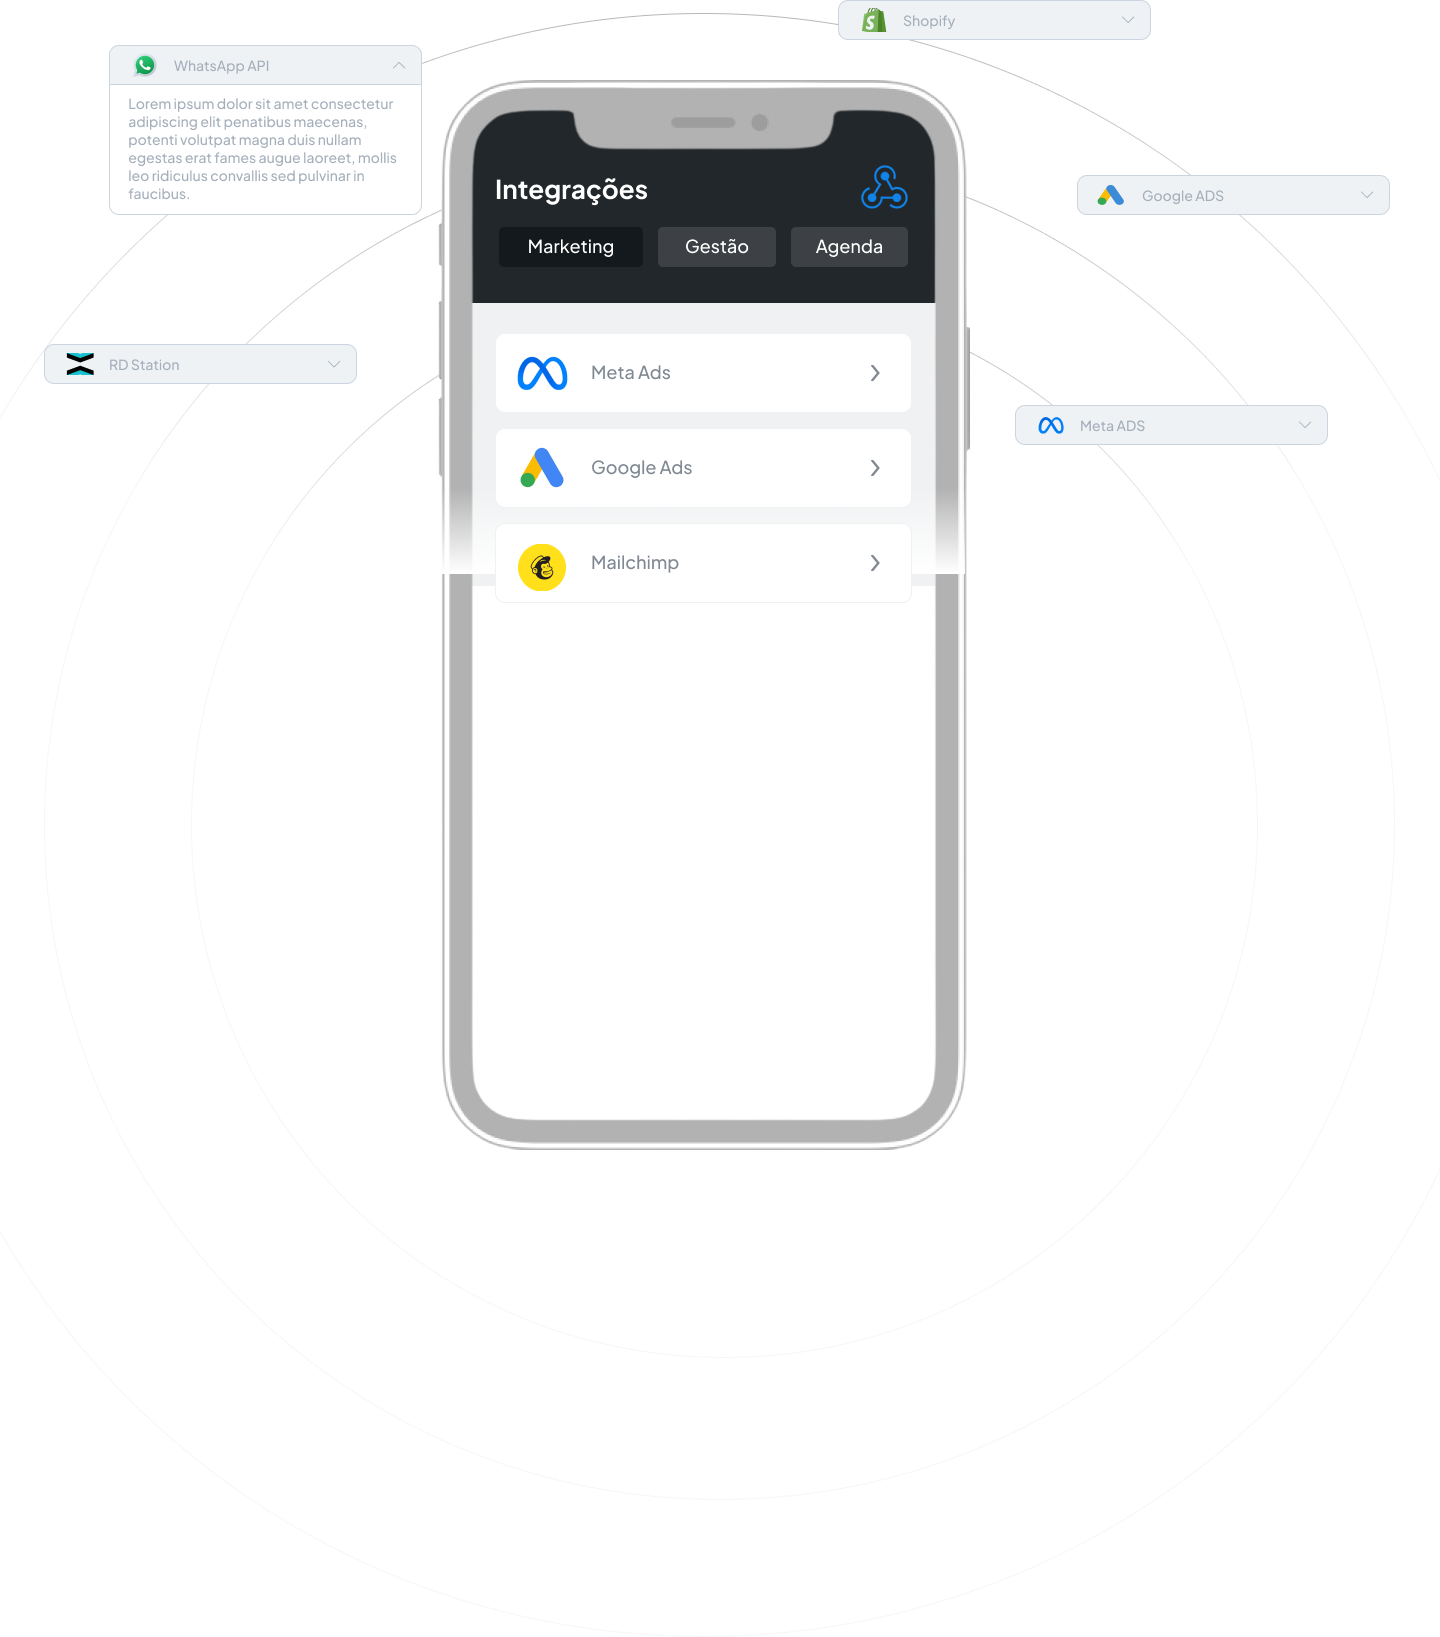 Shopify
WhatsApp API
Lorem ipsum dolor sit amet consectetur
adipiscing elit penatibus maecenas,
potenti volutpat magna duis nullam
egestas erat fames augue laoreet, mollis
leo ridiculus convallis sed pulvinar in
faucibus.
Google ADS
Integrações
Marketing
Gestão
Agenda
RD Station
Meta Ads
Meta ADS
Google Ads
Mailchimp